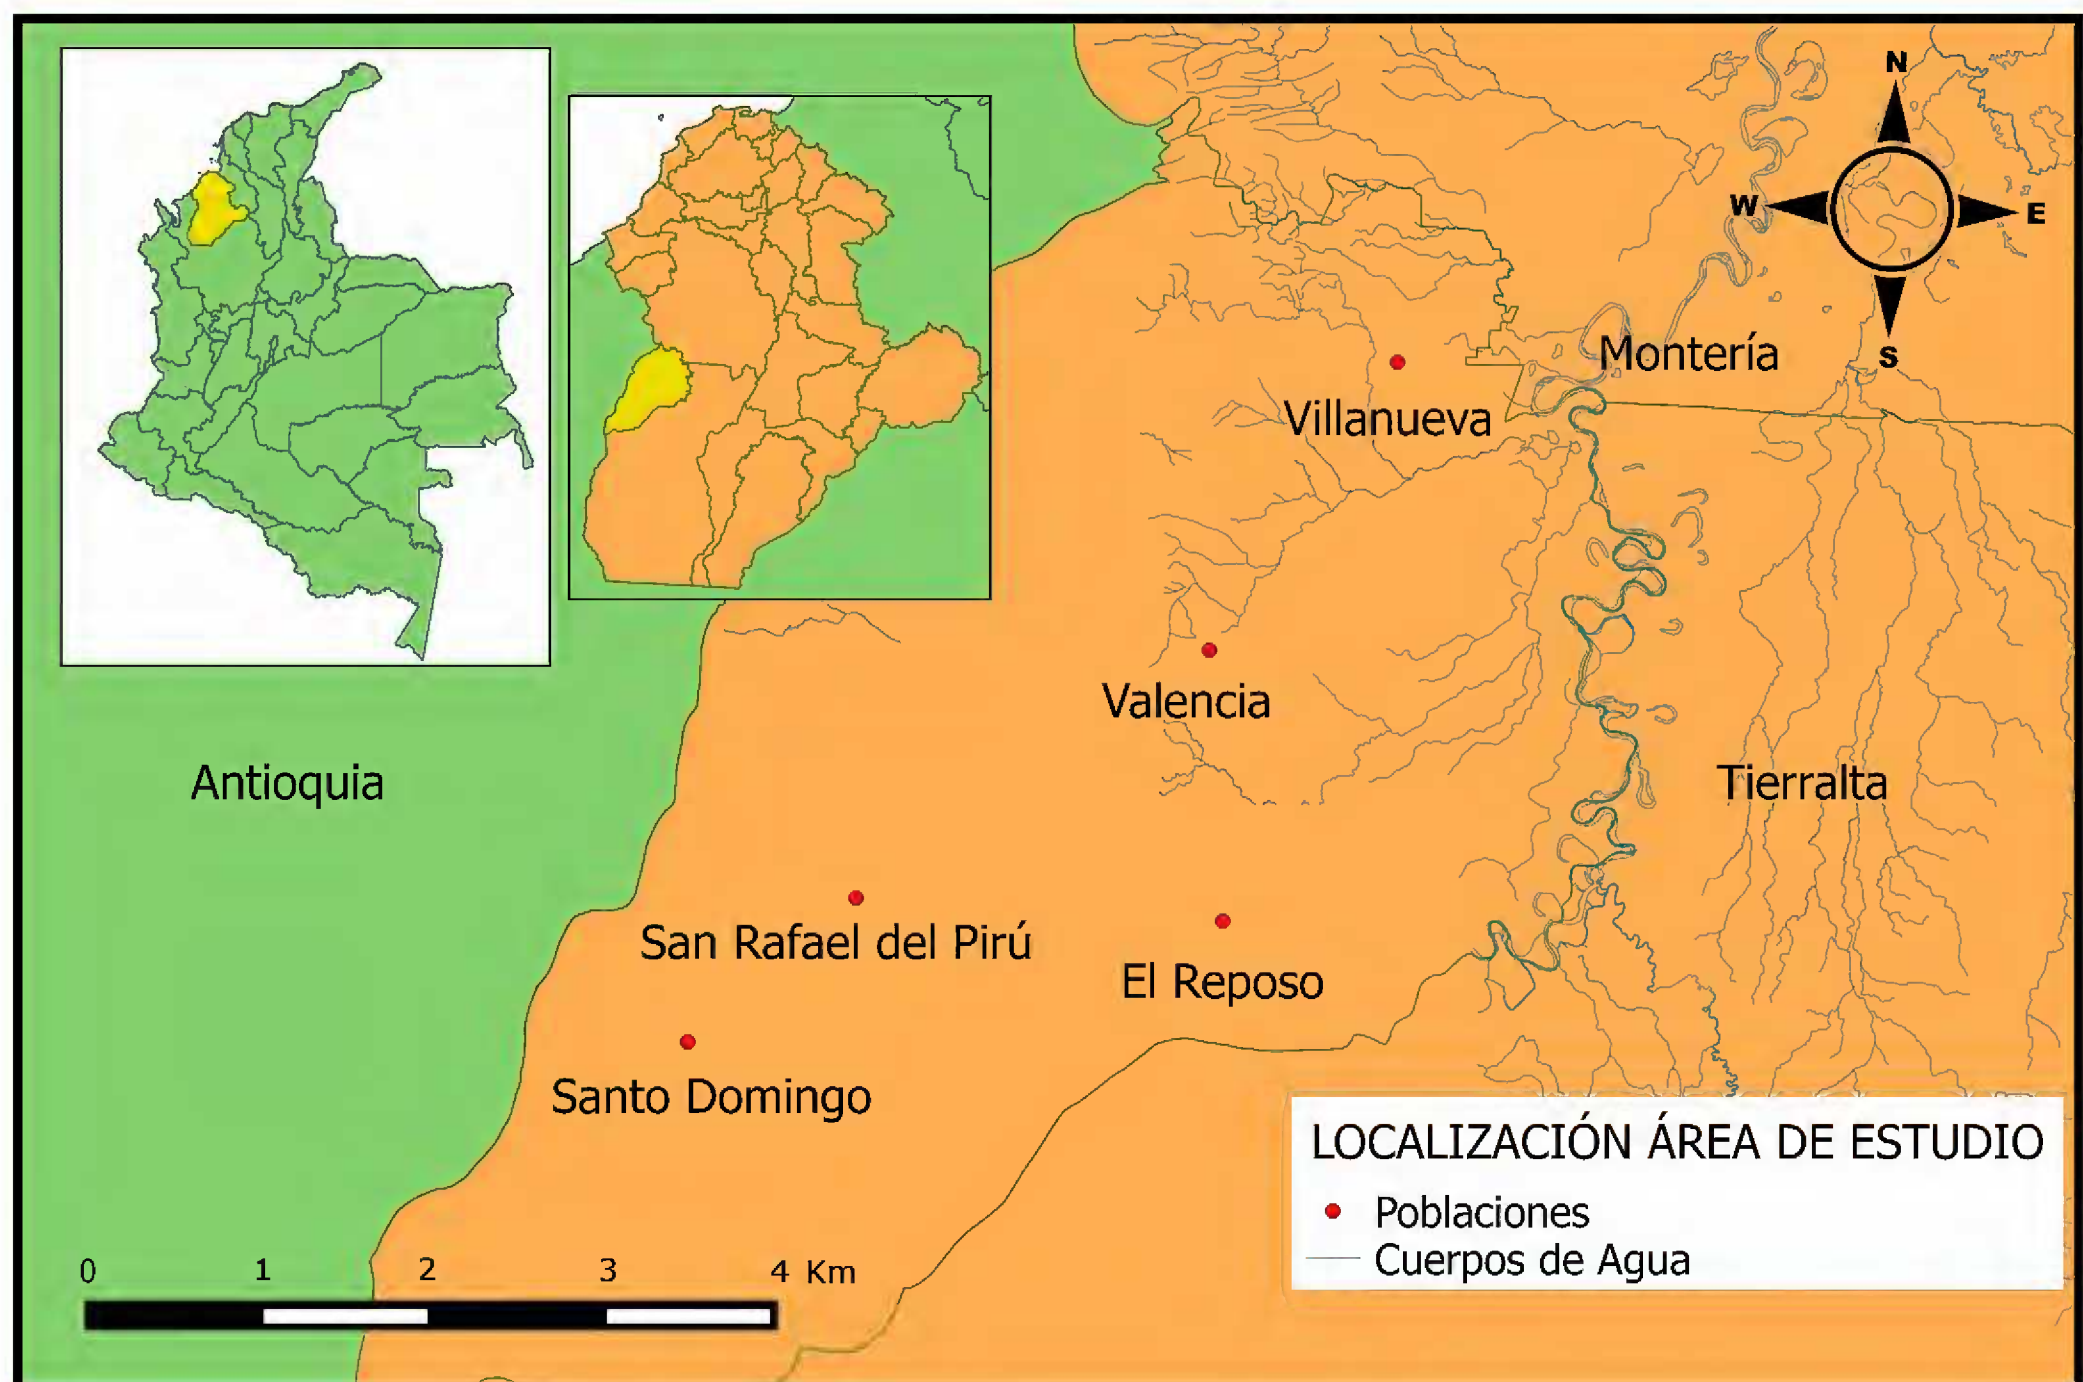 N
W
E
S
Montería
Villanueva
Valencia
Antioquia
Tierralta
San Rafael del Pirú
El Reposo
Santo Domingo
LOCALIZACIÓN ÁREA DE ESTUDIO
Poblaciones
Cuerpos de Agua
0 1 2 3 4 Km